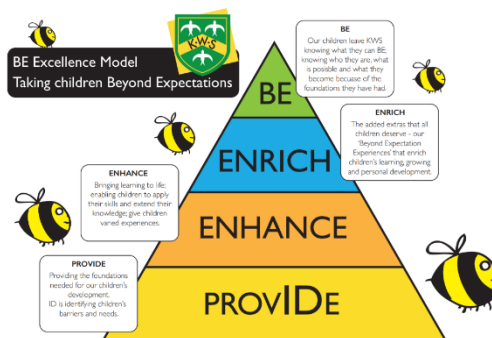 BE Excellence Model
Taking children Beyond Expectations
K·W·S
BE
Our children leave KWS
knowing what they can BE;
knowing who they are, what
is posisble and what they
become becuasse of the
foundations they have had.
BE
ENRICH
The added extras that all
children deserve - our
'Beyond Expectation
Experiences' that enrich
children's learning, growing
and personal development.
ENRICH
ENHANCE
Bringing learning to life;
enabling children to apply
their skills and extend their
knowledge; give children
varied experiences.
ENHANCE
PROVIDE
Providing the foundations
needed for our children's
development.
ID is identifying children's
barriers and needs.
PROVIDE